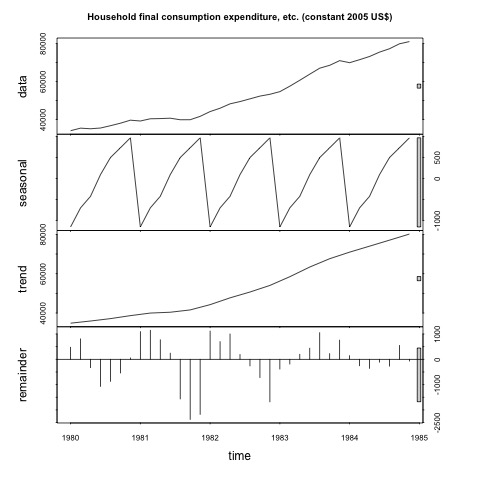 Household final consumption expenditure, etc. (constant 2005 US$)
data
40000 60000 80000
seasonal
-1000 0 500
trend
40000 60000 80000
remainder
-2500 -1000 0 1000
1980 1981 1982 1983 1984 1985
time